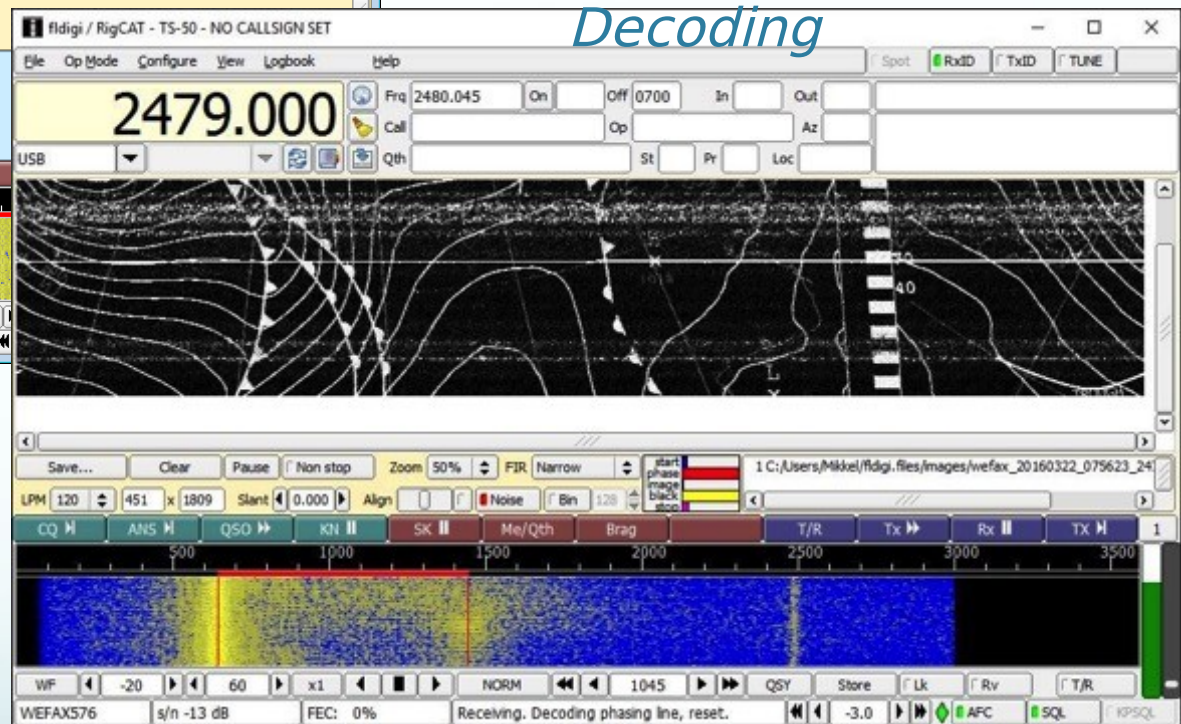 Decoding
fldigi / RigCAT - TS-50 - NO CALLSIGN SET
File Op Mode Configure View Logbook Help Spot RxID TxID TUNE
2479.000 Frq 2480.045 On Off 0700 In Out
Call Op Az
USB Qth St Pr Loc
40
Save... Clear Pause Non stop Zoom 50% FIR Narrow
start
phase
image
black
stop
1 C:/Users/Mikkel/fldigi.files/images/wefax_20160322_075623_24
LPM 120 451 x 1809 Slant 0.000 Align Noise Bin 128
CQ ANS QSO KN SK Me/Qth Brag T/R Tx Rx TX 1
500 1000 1500 2000 2500 3000 3500
WF -20 60 x1 NORM 1045 QSY Store Lk Rv T/R
WEFAX576 s/n -13 dB FEC: 0% Receiving. Decoding phasing line, reset. -3.0 AFC SQL KPSQL